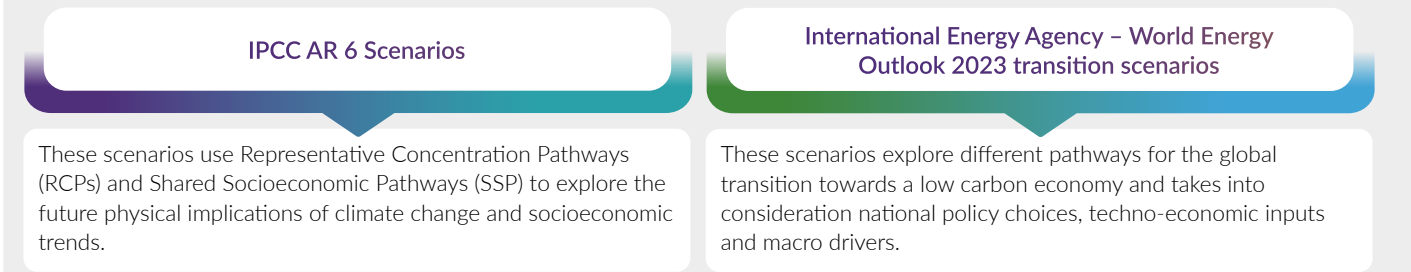 IPCC AR 6 Scenarios
These scenarios use Representative Concentration Pathways
(RCPs) and Shared Socioeconomic Pathways (SSP) to explore the
future physical implications of climate change and socioeconomic
trends.
International Energy Agency – World Energy
Outlook 2023 transition scenarios
These scenarios explore different pathways for the global
transition towards a low carbon economy and takes into
consideration national policy choices, techno-economic inputs
and macro drivers.